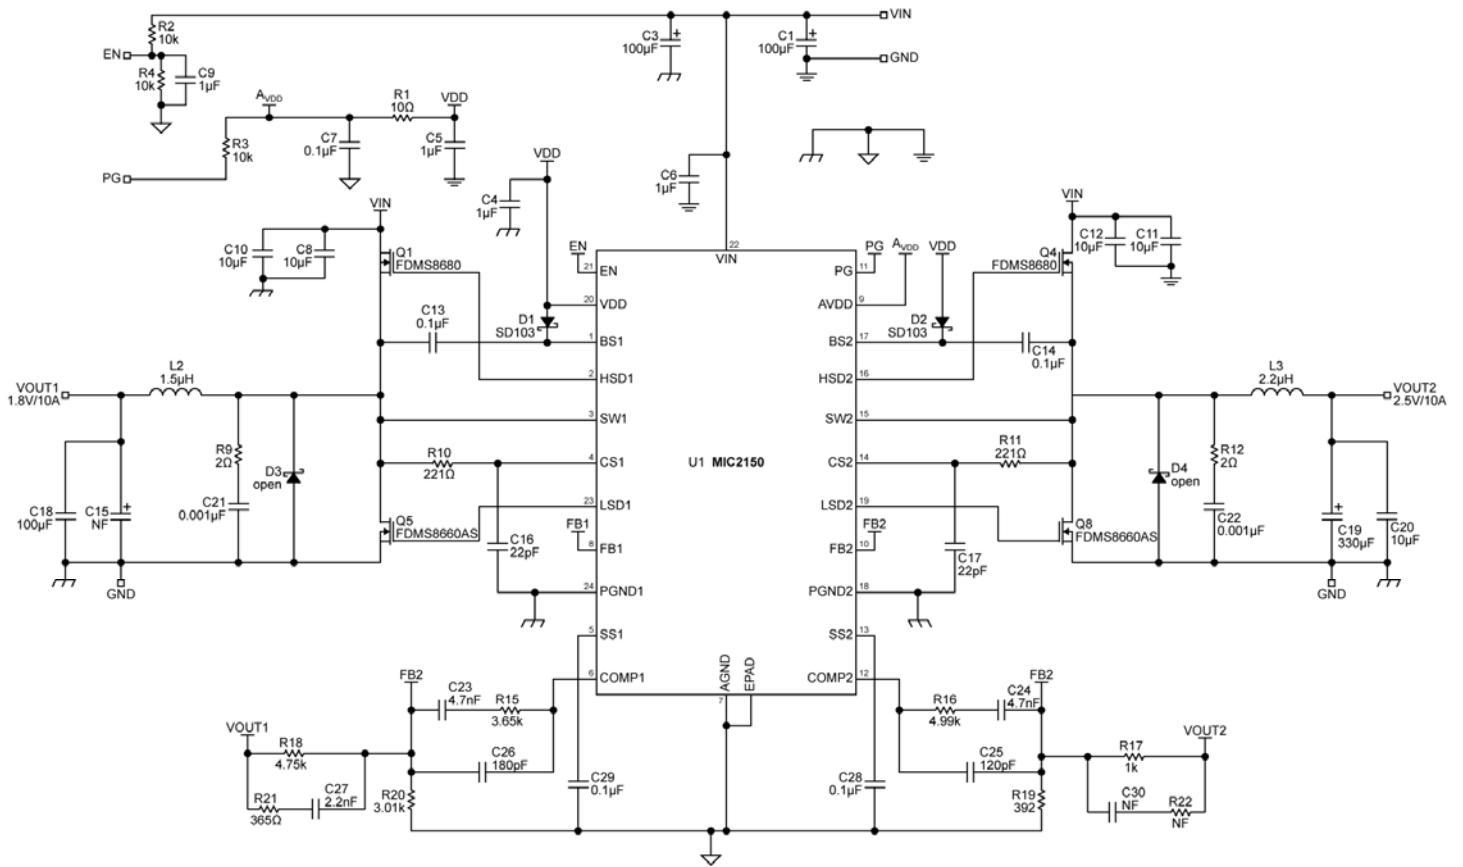 VIN
R2
10k
C3
100µF
+
C1
100µF
+
EN
R4
10k
C9
1µF
GND
AVDD
R1
10Ω
VDD
R3
10k
C7
0.1µF
C5
1µF
PG
VDD
C4
1µF
C6
1µF
VIN
C10
10µF
C8
10µF
Q1
FDMS8680
EN
22
VIN
PG
AVDD
VDD
VIN
C12
10µF
C11
10µF
Q4
FDMS8680
21
EN
PG
11
20
VDD
AVDD
9
C13
0.1µF
D1
SD103
1
BS1
BS2
17
D2
SD103
C14
0.1µF
L2
1.5µH
2
HSD1
HSD2
16
L3
2.2µH
VOUT1
1.8V/10A
VOUT2
2.5V/10A
3
SW1
SW2
15
R9
2Ω
D3
open
R10
221Ω
4
CS1
U1 MIC2150
CS2
14
R11
221Ω
R12
2Ω
D4
open
C18
100µF
C15
NF
+
C21
0.001µF
Q5
FDMS8660AS
23
LSD1
LSD2
19
Q8
FDMS8660AS
C22
0.001µF
+
C19
330µF
C20
10µF
FB1
8
FB1
C16
22pF
FB2
10
FB2
C17
22pF
GND
24
PGND1
PGND2
18
GND
5
SS1
SS2
13
6
COMP1
AGND
EPAD
7
COMP2
12
FB2
C23
4.7nF
R15
3.65k
R16
4.99k
C24
4.7nF
FB2
VOUT1
R18
4.75k
C26
180pF
C25
120pF
R17
1k
VOUT2
R21
365Ω
C27
2.2nF
R20
3.01k
C29
0.1µF
C28
0.1µF
R19
392
C30
NF
R22
NF